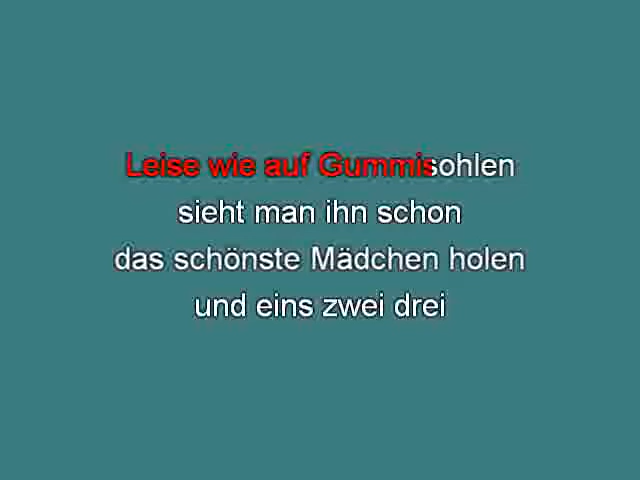 Leise wie auf Gummisohlen
sieht man ihn schon
das schönste Mädchen holen
und eins zwei drei